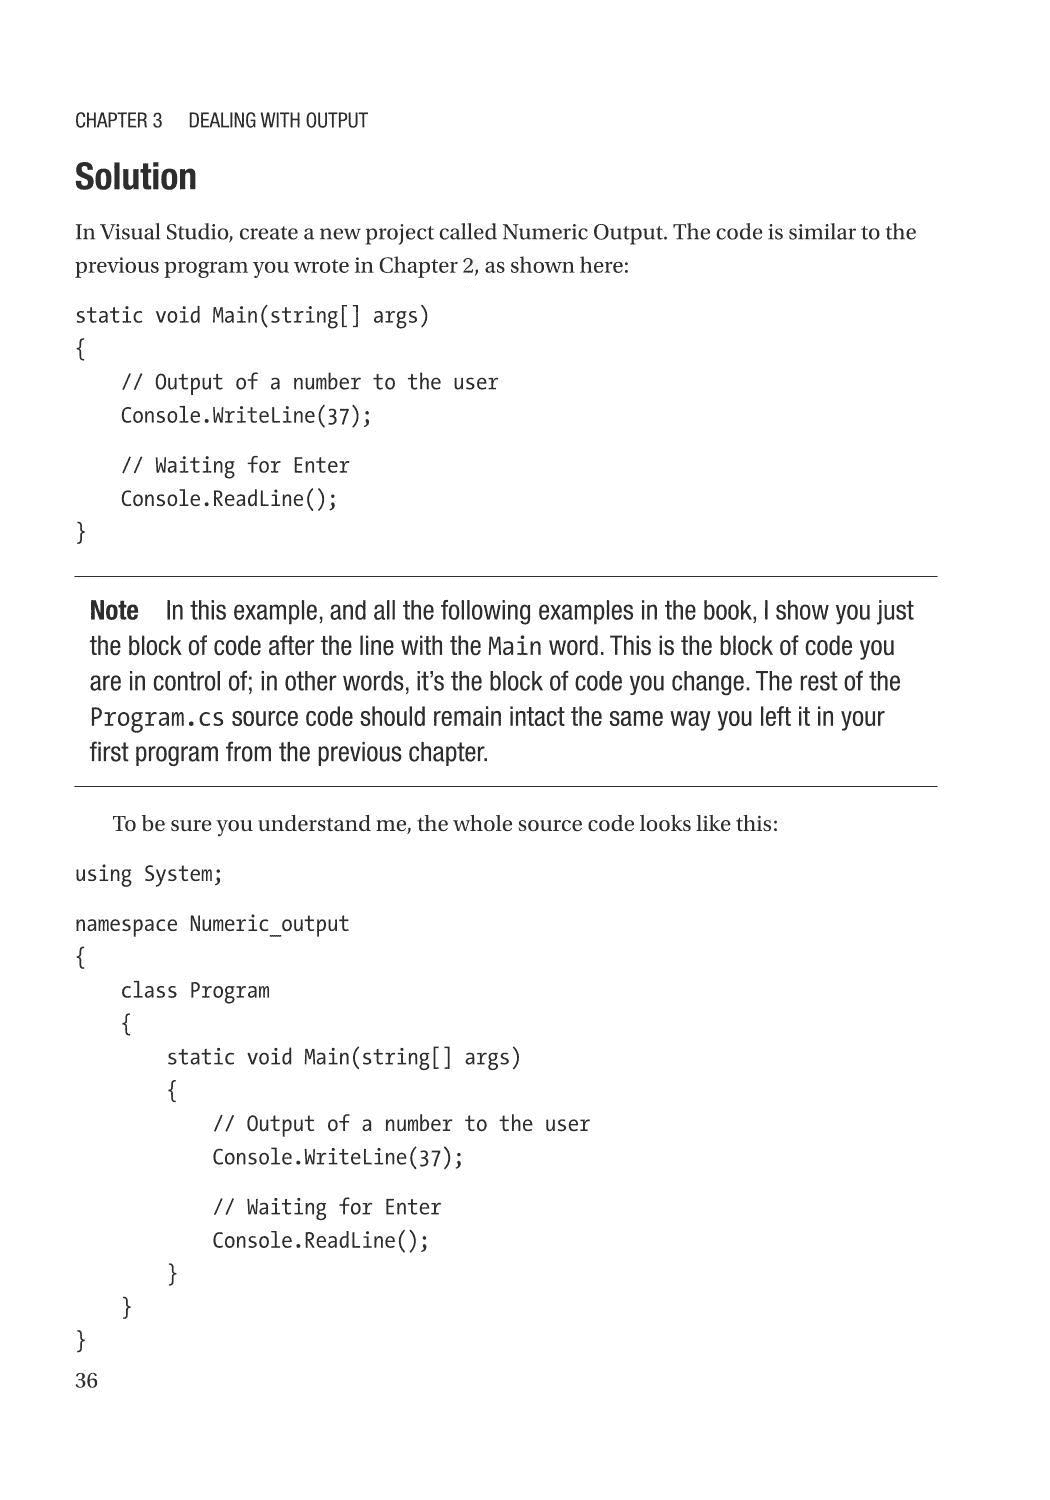 CHAPTER 3 DEALING WITH OUTPUT
Solution
In Visual Studio, create a new project called Numeric Output. The code is similar to the
previous program you wrote in Chapter 2, as shown here:
static void Main(string[] args)
{
    // Output of a number to the user
    Console.WriteLine(37);
    // Waiting for Enter
    Console.ReadLine();
}
Note In this example, and all the following examples in the book, I show you just
the block of code after the line with the Main word. This is the block of code you
are in control of; in other words, it's the block of code you change. The rest of the
Program.cs source code should remain intact the same way you left it in your
first program from the previous chapter.
To be sure you understand me, the whole source code looks like this:
using System;
namespace Numeric_output
{
    class Program
    {
        static void Main(string[] args)
        {
            // Output of a number to the user
            Console.WriteLine(37);
            // Waiting for Enter
            Console.ReadLine();
        }
    }
}
36